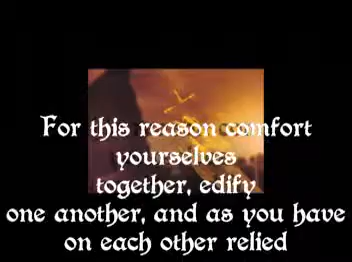 For this reason comfort
yourselves
together, edify
one another, and as you have
on each other relied